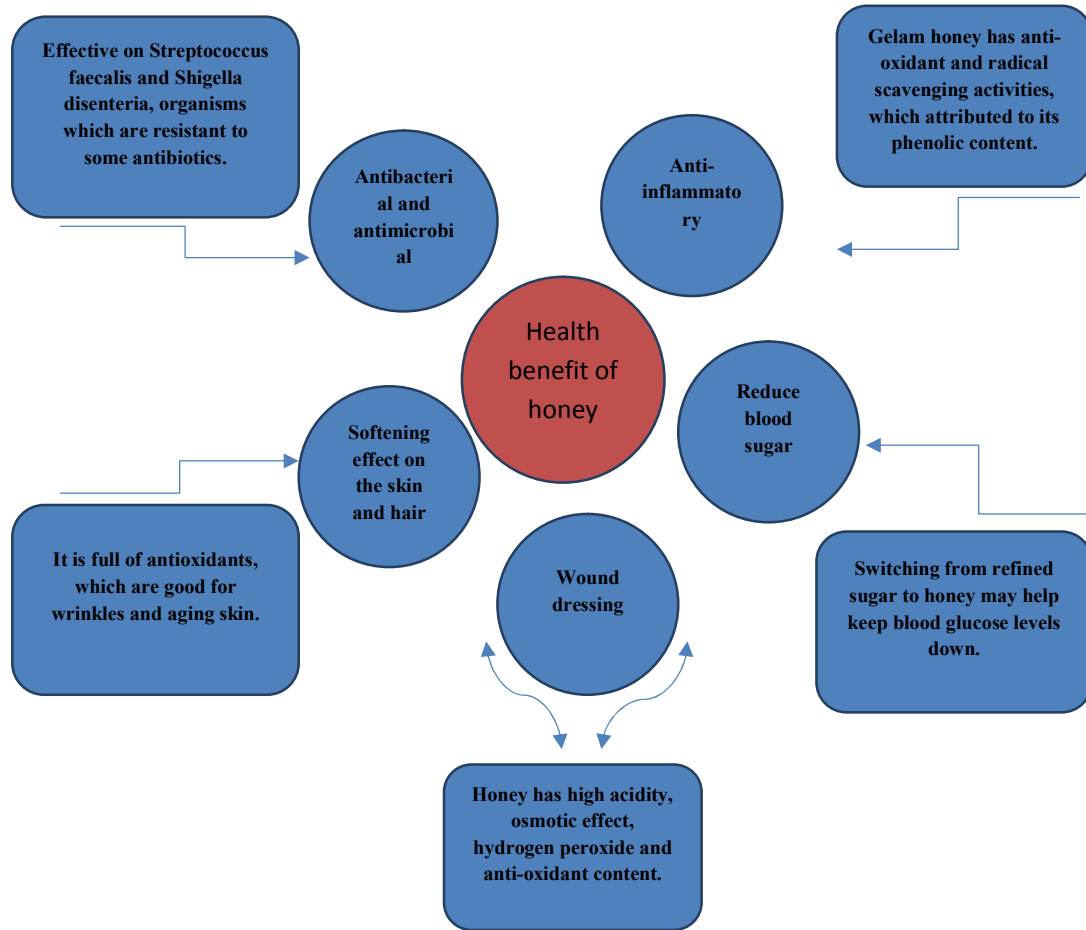 Effective on Streptococcus
faecalis and Shigella
disenteria, organisms
which are resistant to
some antibiotics.
Antibacteri
al and
antimicrobi
al
Anti-
inflammato
ry
Gelam honey has anti-
oxidant and radical
scavenging activities,
which attributed to its
phenolic content.
Health
benefit of
honey
Softening
effect on
the skin
and hair
Reduce
blood
sugar
It is full of antioxidants,
which are good for
wrinkles and aging skin.
Wound
dressing
Switching from refined
sugar to honey may help
keep blood glucose levels
down.
Honey has high acidity,
osmotic effect,
hydrogen peroxide and
anti-oxidant content.